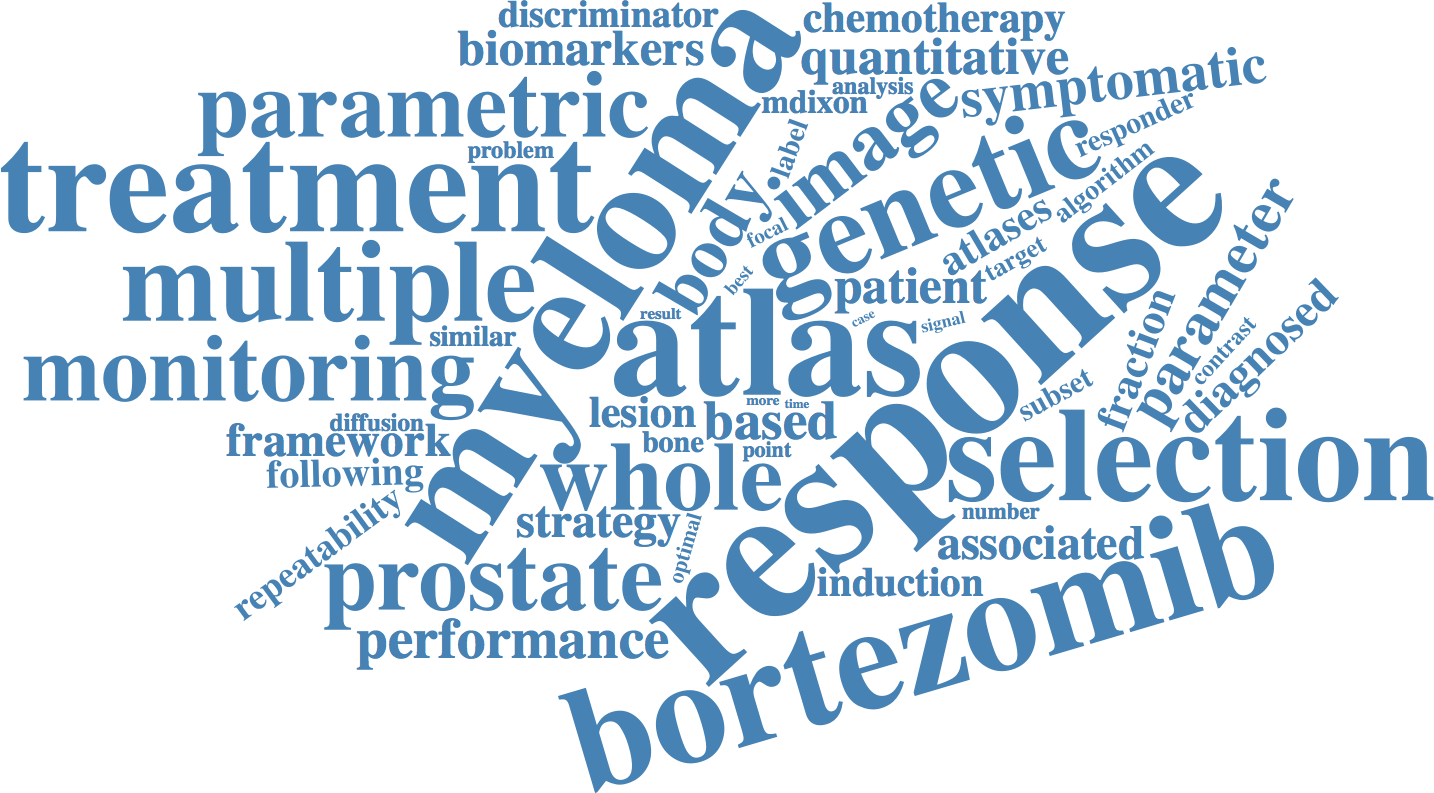 discriminator
chemotherapy
biomarkers
quantitative
analysis
symptomatic
parametric
mdixon
image
responder
problem
label
treatment
myeloma
genetic
algorithm
body
focal
atlases
target
parameter
multiple
best
patient
response
result
case
signal
similar
atlas
fraction
contrast
diagnosed
monitoring
more
time
subset
lesion
based
diffusion
framework
bone
point
selection
following
whole
number
repeatability
strategy
optimal
associated
prostate
induction
performance
bortezomib